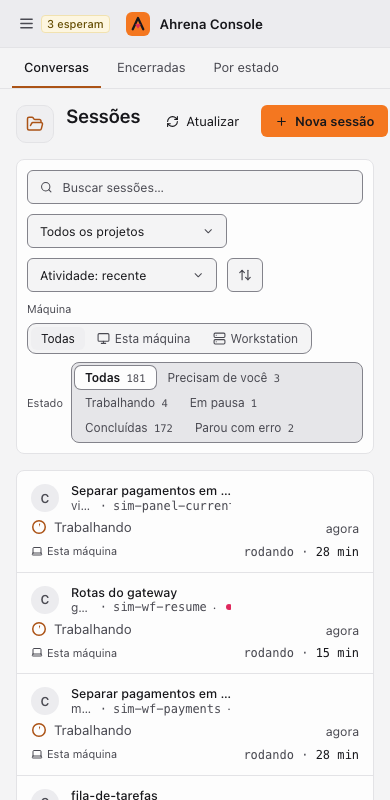 3 esperam Ahrena Console
Conversas Encerradas Por estado
Sessões Atualizar + Nova sessão
Buscar sessões...
Todos os projetos
Atividade: recente
Máquina
Todas Esta máquina Workstation
Estado
Todas 181 Precisam de você 3
Trabalhando 4 Em pausa 1
Concluídas 172 Parou com erro 2
C Separar pagamentos em ...
vi... · sim-panel-curren
Trabalhando agora
Esta máquina rodando · 28 min
C Rotas do gateway
g... · sim-wf-resume ·
Trabalhando agora
Esta máquina rodando · 15 min
C Separar pagamentos em ...
m... · sim-wf-payments ·
Trabalhando agora
Esta máquina rodando · 28 min
fila-de-tarefas